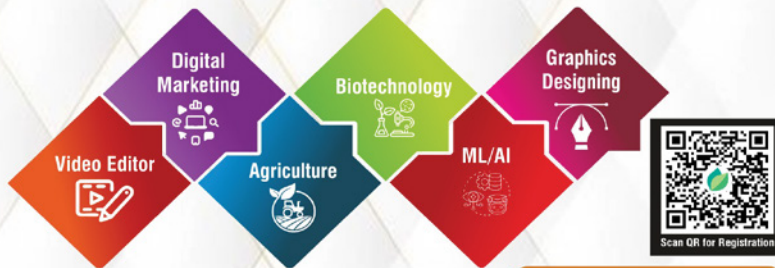 Digital
Marketing
Biotechnology
Graphics
Designing
Video Editor
Agriculture
ML/AI
Scan QR for Registration